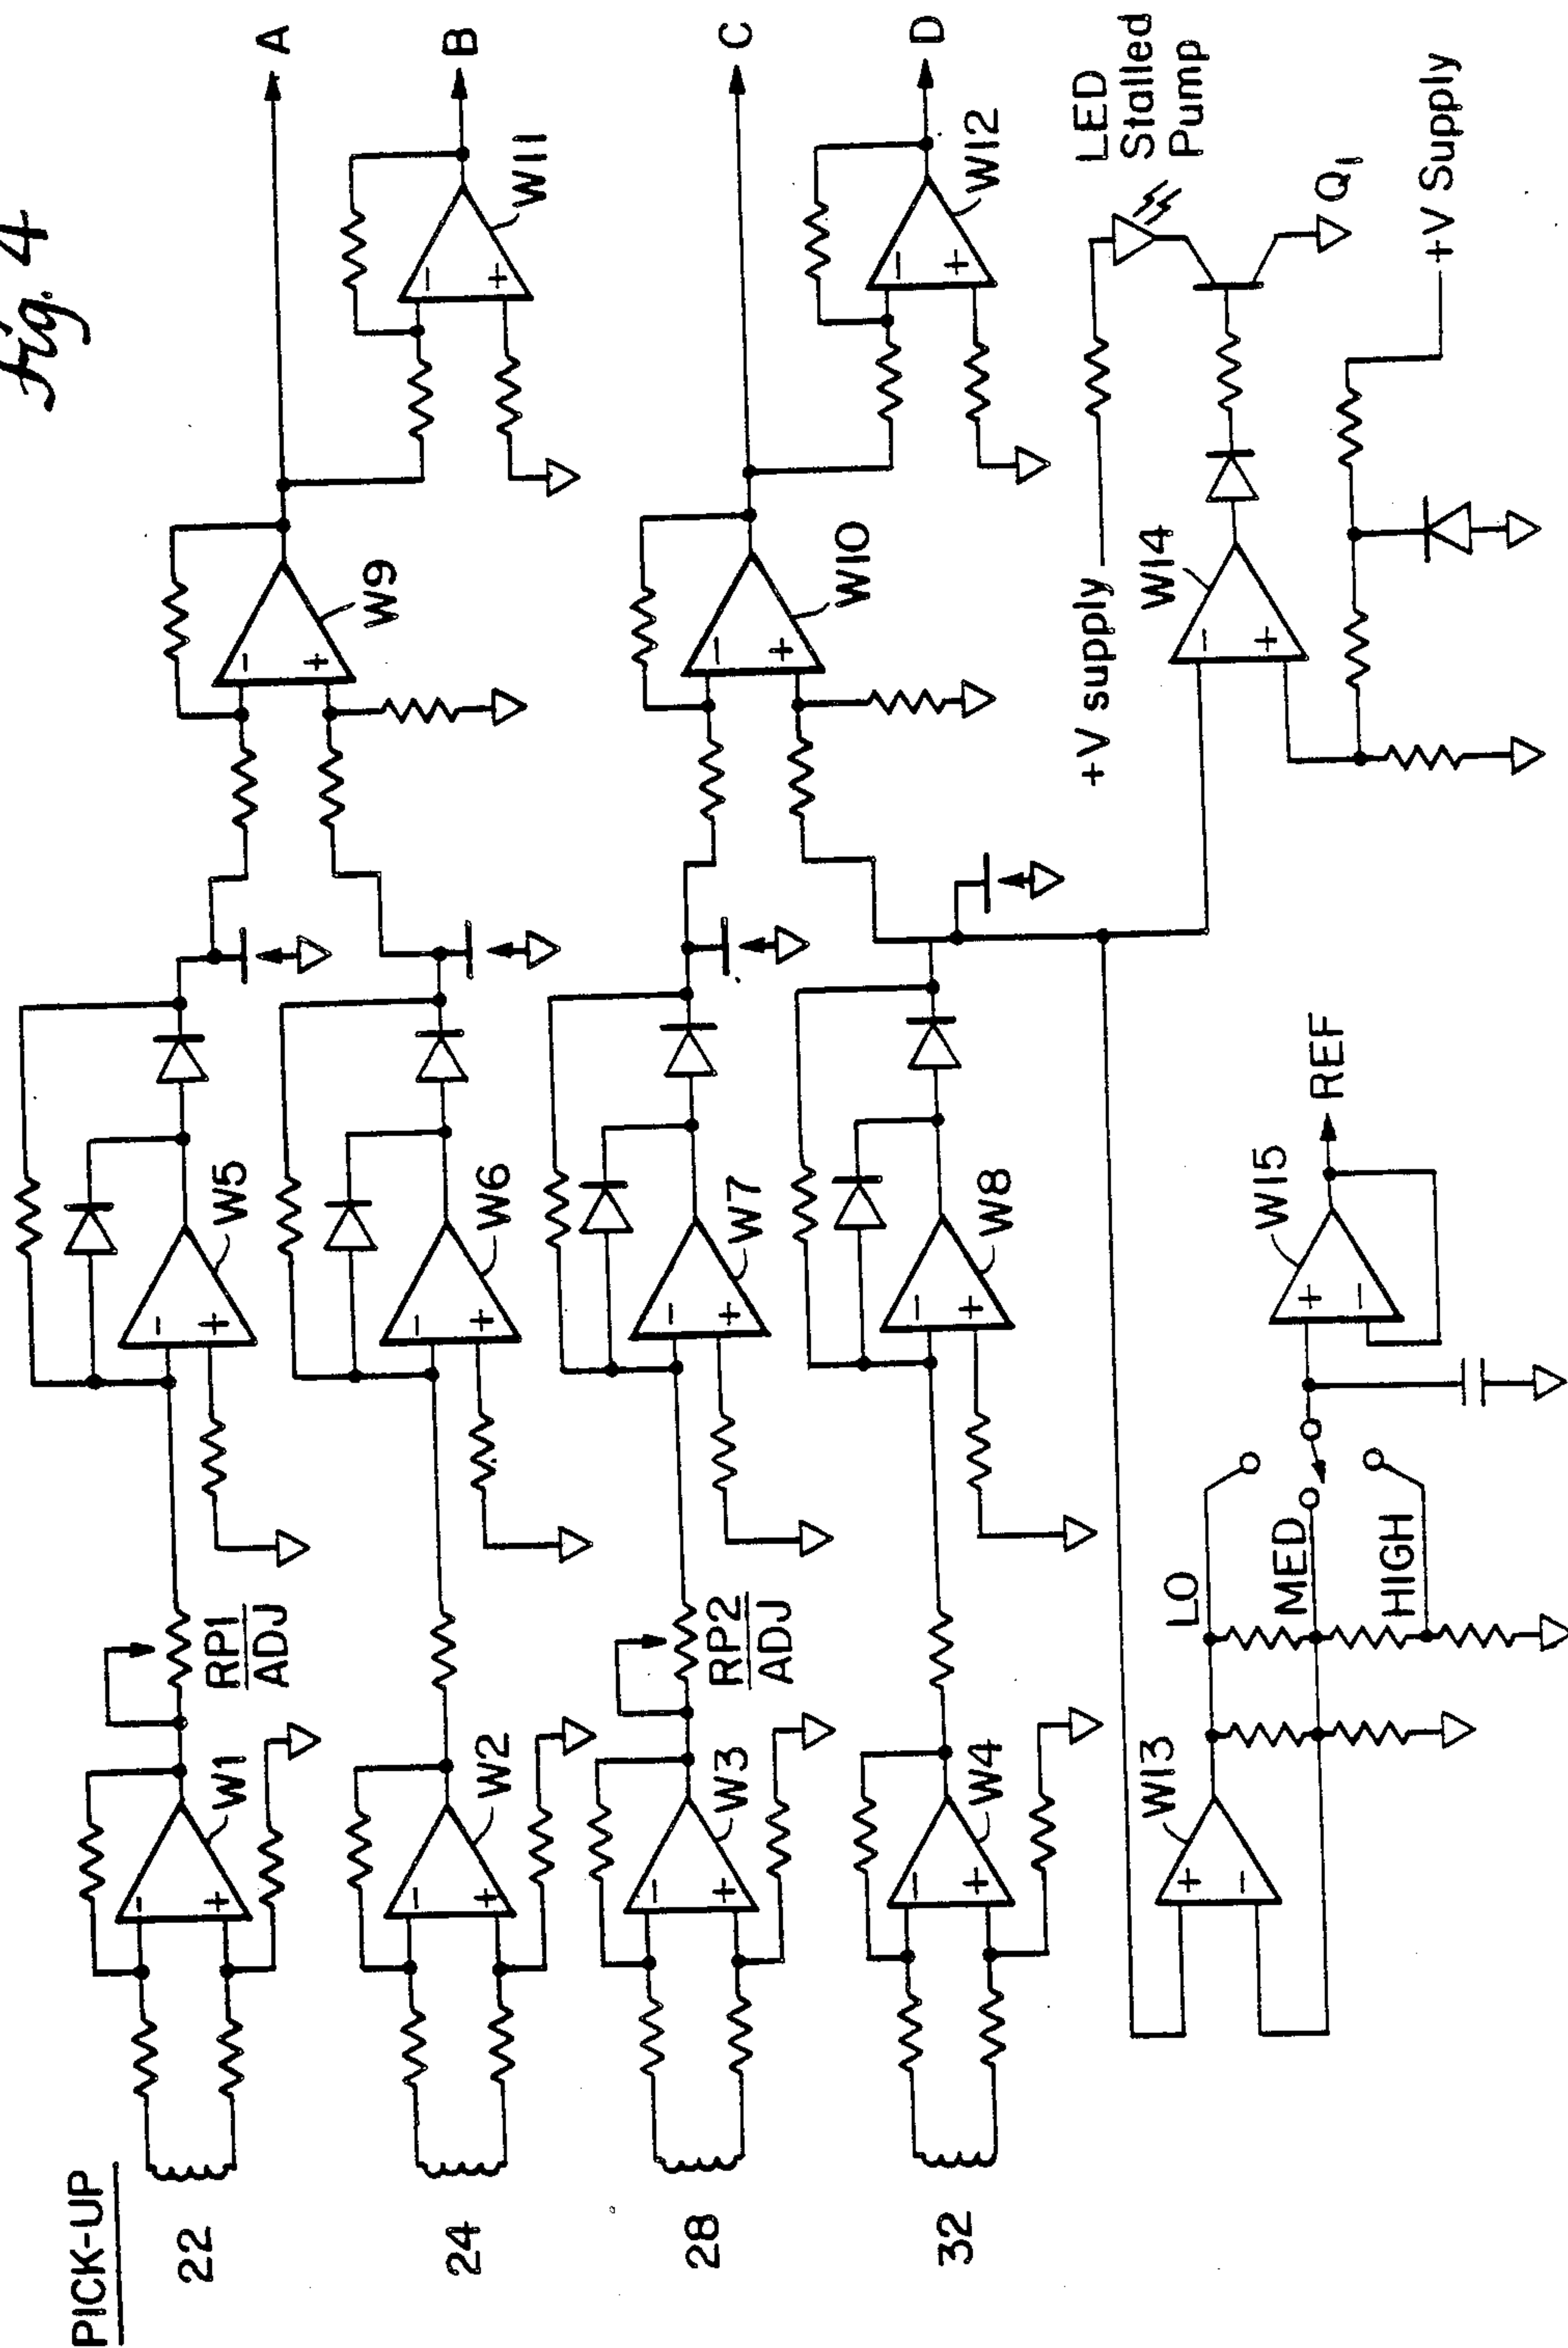 Fig. 4
PICK-UP
22
W1
RP1
ADJ
W5
W9
A
W11
B
24
W2
W6
28
W3
RP2
ADJ
W7
W10
C
W12
D
32
W4
W8
+V supply
LED
Stalled
Pump
W14
Q1
+V Supply
W13
LO
MED
HIGH
W15
REF
- + - + - + - +
- + - + - + - +
- + - +
- + - +
- +
+ - + -